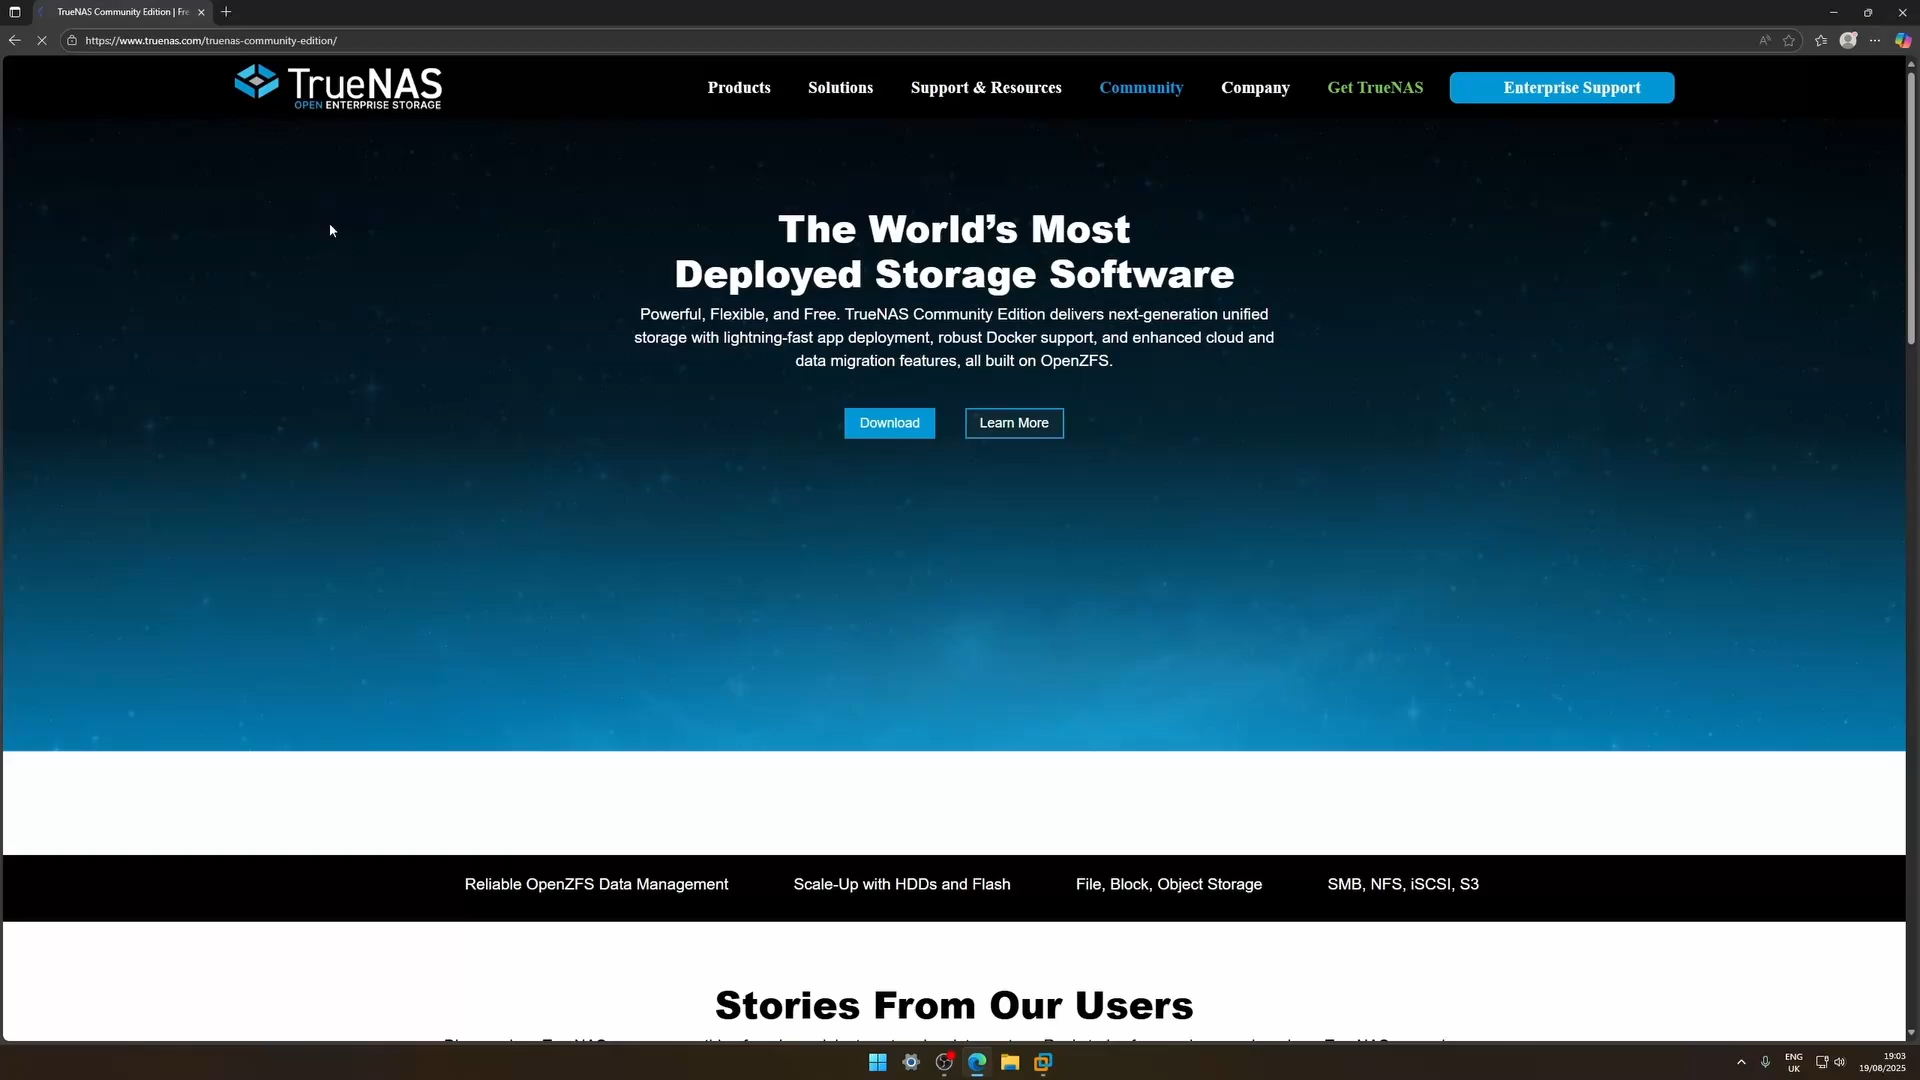 TrueNAS Community Edition | Fre
https://www.truenas.com/truenas-community-edition/
TrueNAS
OPEN ENTERPRISE STORAGE
Products
Solutions
Support & Resources
Community
Company
Get TrueNAS
Enterprise Support
The World’s Most
Deployed Storage Software
Powerful, Flexible, and Free. TrueNAS Community Edition delivers next-generation unified
storage with lightning-fast app deployment, robust Docker support, and enhanced cloud and
data migration features, all built on OpenZFS.
Download
Learn More
Reliable OpenZFS Data Management
Scale-Up with HDDs and Flash
File, Block, Object Storage
SMB, NFS, iSCSI, S3
Stories From Our Users
ENG
UK
19:03
19/08/2025